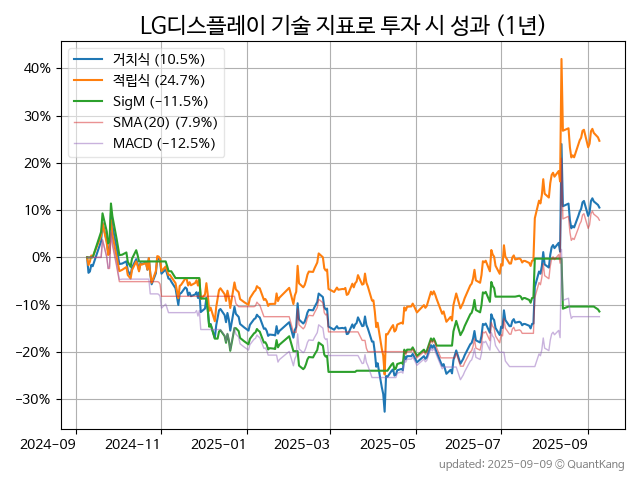 LG디스플레이 기술 지표로 투자 시 성과 (1년)
거치식 (10.5%)
적립식 (24.7%)
SigM (−11.5%)
SMA(20) (7.9%)
MACD (−12.5%)
40%
30%
20%
10%
0%
−10%
−20%
−30%
2024-09 2024-11 2025-01 2025-03 2025-05 2025-07 2025-09
updated: 2025-09-09 © QuantKang